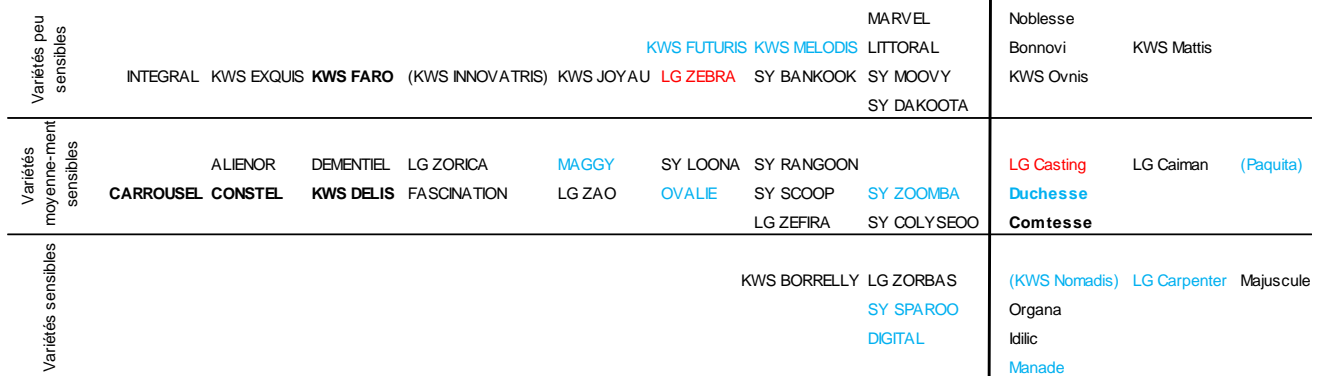 MARVEL Noblesse
KWS FUTURIS KWS MELODIS LITTORAL Bonnovi KWS Mattis
Variétés peu sensibles
INTEGRAL KWS EXQUIS KWS FARO (KWS INNOVATRIS) KWS JOYAU LG ZEBRA SY BANKOOK SY MOOVY KWS Ovnis
SY DAKOOTA
Variétés moyenne-ment sensibles
ALIENOR DEMENTIEL LG ZORICA MAGGY SY LOONA SY RANGOON LG Casting LG Caiman (Paquita)
CARROUSEL CONSTEL KWS DELIS FASCINATION LG ZAO OVALIE SY SCOOP SY ZOOMBA Duchesse
LG ZEFIRA SY COLYSEOO Comtesse
Variétés sensibles
KWS BORRELLY LG ZORBAS (KWS Nomadis) LG Carpenter Majuscule
SY SPAROO Organa
DIGITAL Idilic
Manade